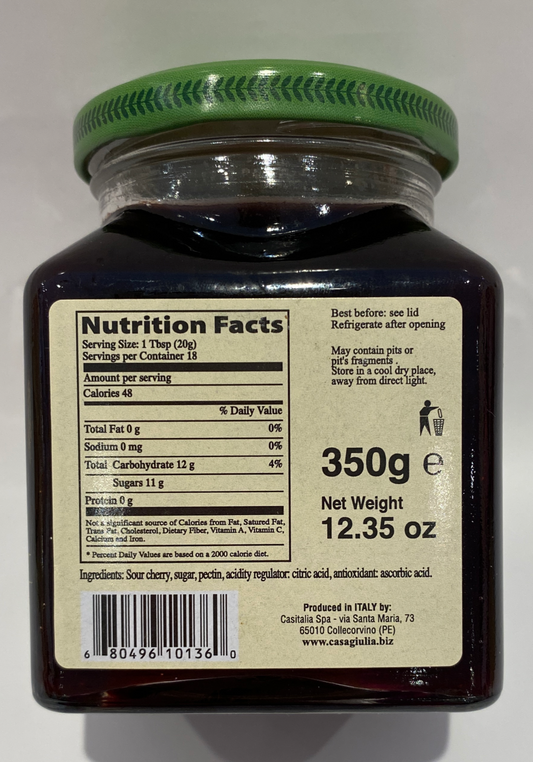 Nutrition Facts
Serving Size: 1 Tbsp (20g)
Servings per Container 18
Amount per serving
Calories 48
% Daily Value
Total Fat 0 g 0%
Sodium 0 mg 0%
Total Carbohydrate 12 g 4%
Sugars 11 g
Protein 0 g
Not a significant source of Calories from Fat, Satured Fat,
Trans Fat, Cholesterol, Dietary Fiber, Vitamin A, Vitamin C,
Calcium and Iron.
* Percent Daily Values are based on a 2000 calorie diet.
Best before: see lid
Refrigerate after opening
May contain pits or
pit's fragments .
Store in a cool dry place,
away from direct light.
350g e
Net Weight
12.35 oz
Ingredients: Sour cherry, sugar, pectin, acidity regulator: citric acid, antioxidant: ascorbic acid.
6 80496 10136 0
Produced in ITALY by:
Casitalia Spa - via Santa Maria, 73
65010 Collecorvino (PE)
www.casagiulia.biz